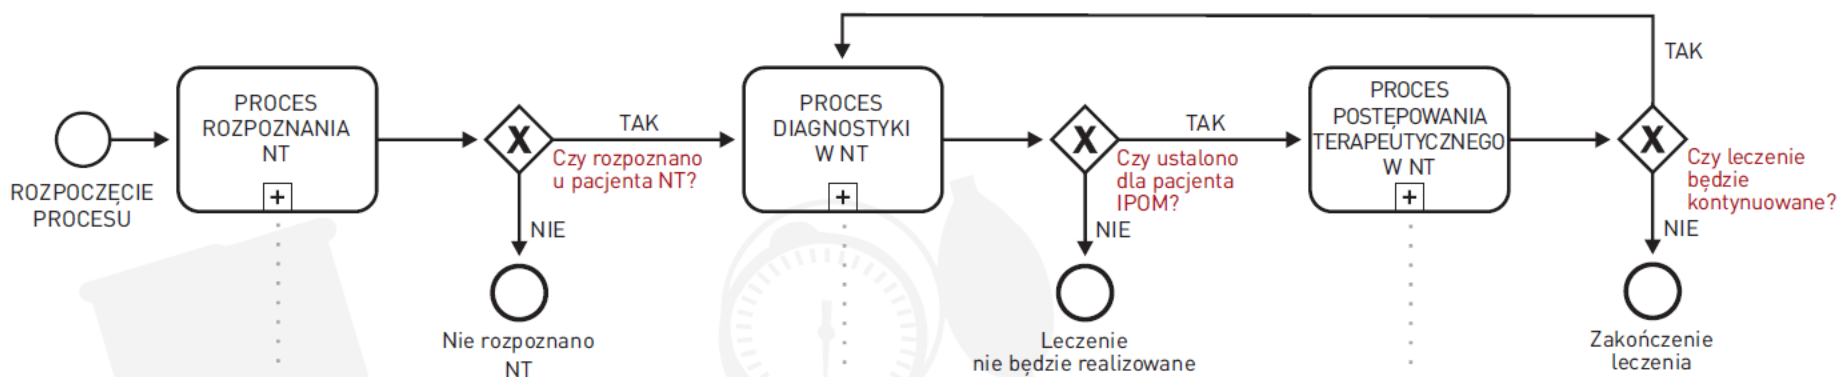 ROZPOCZĘCIE
PROCESU
PROCES
ROZPOZNANIA
NT
+
X
TAK
Czy rozpoznano
u pacjenta NT?
NIE
Nie rozpoznano
NT
PROCES
DIAGNOSTYKI
W NT
+
X
TAK
Czy ustalono
dla pacjenta
IPOM?
NIE
Leczenie
nie będzie realizowane
PROCES
POSTĘPOWANIA
TERAPEUTYCZNEGO
W NT
+
X
TAK
Czy leczenie
będzie
kontynuowane?
NIE
Zakończenie
leczenia